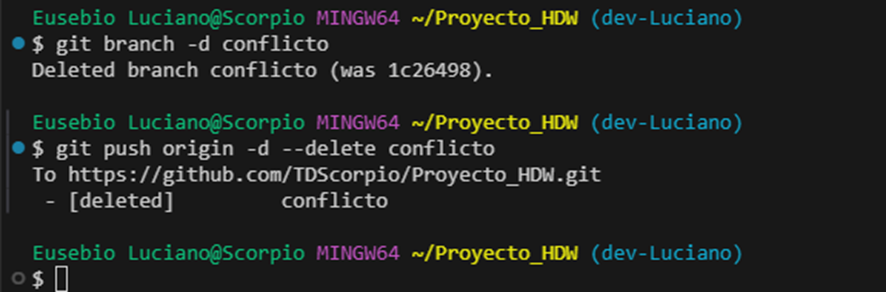 Eusebio Luciano@Scorpio MINGW64 ~/Proyecto_HDW (dev-Luciano)
$ git branch -d conflicto
Deleted branch conflicto (was 1c26498).
Eusebio Luciano@Scorpio MINGW64 ~/Proyecto_HDW (dev-Luciano)
$ git push origin -d --delete conflicto
To https://github.com/TDScorpio/Proyecto_HDW.git
 - [deleted]         conflicto
Eusebio Luciano@Scorpio MINGW64 ~/Proyecto_HDW (dev-Luciano)
$